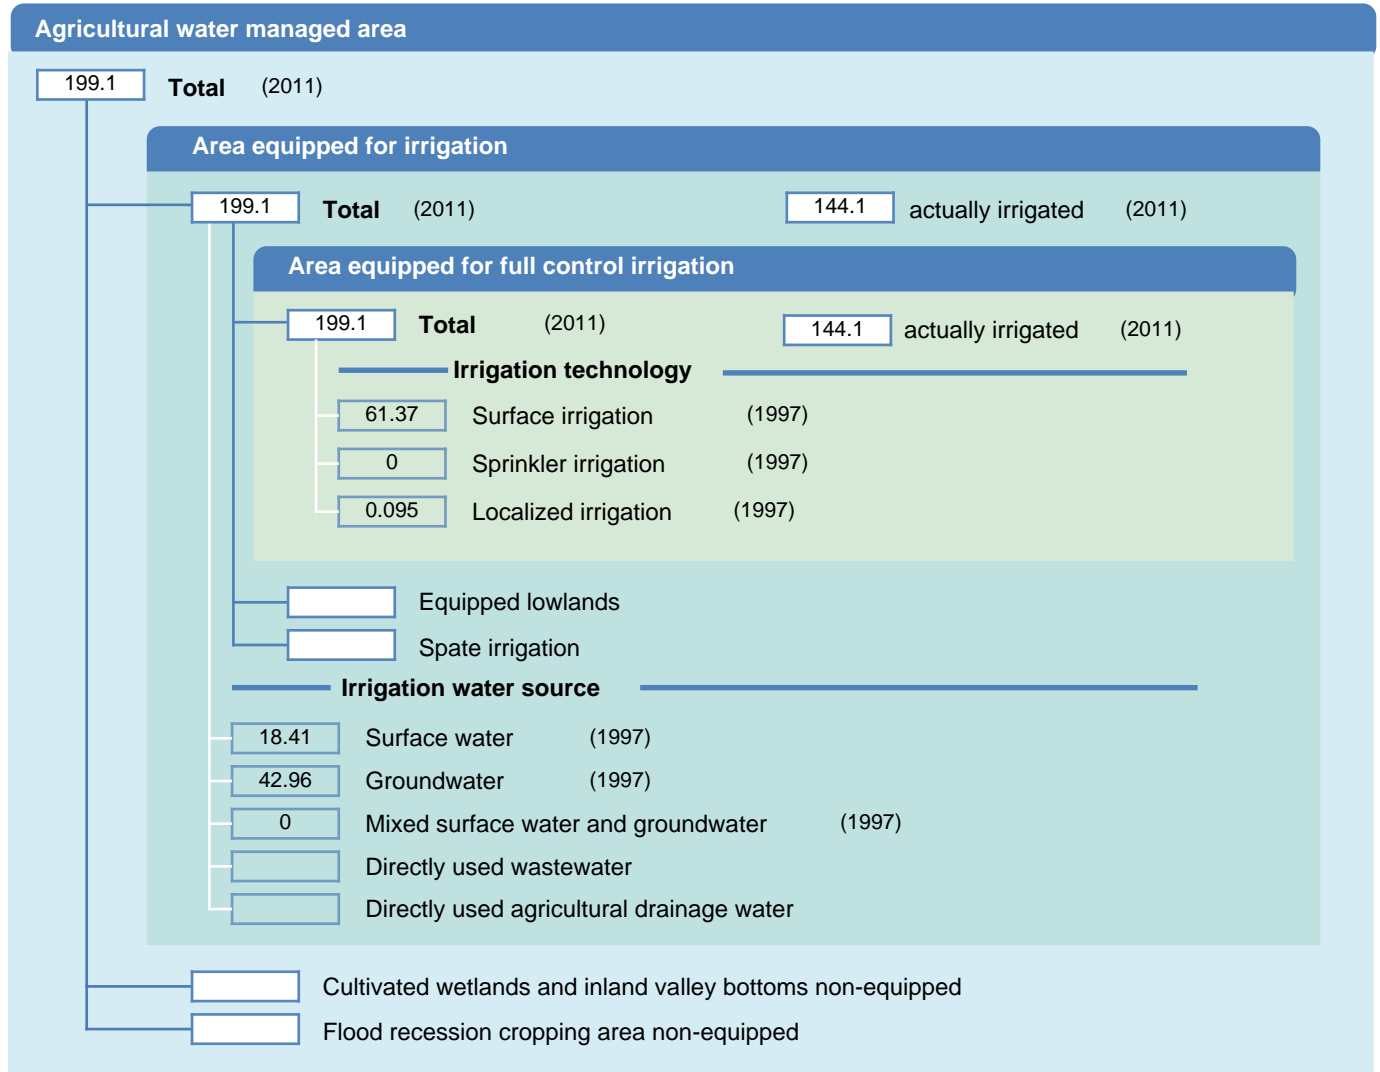 Agricultural water managed area
199.1 Total (2011)
Area equipped for irrigation
199.1 Total (2011) 144.1 actually irrigated (2011)
Area equipped for full control irrigation
199.1 Total (2011) 144.1 actually irrigated (2011)
Irrigation technology
61.37 Surface irrigation (1997)
0 Sprinkler irrigation (1997)
0.095 Localized irrigation (1997)
Equipped lowlands
Spate irrigation
Irrigation water source
18.41 Surface water (1997)
42.96 Groundwater (1997)
0 Mixed surface water and groundwater (1997)
Directly used wastewater
Directly used agricultural drainage water
Cultivated wetlands and inland valley bottoms non-equipped
Flood recession cropping area non-equipped